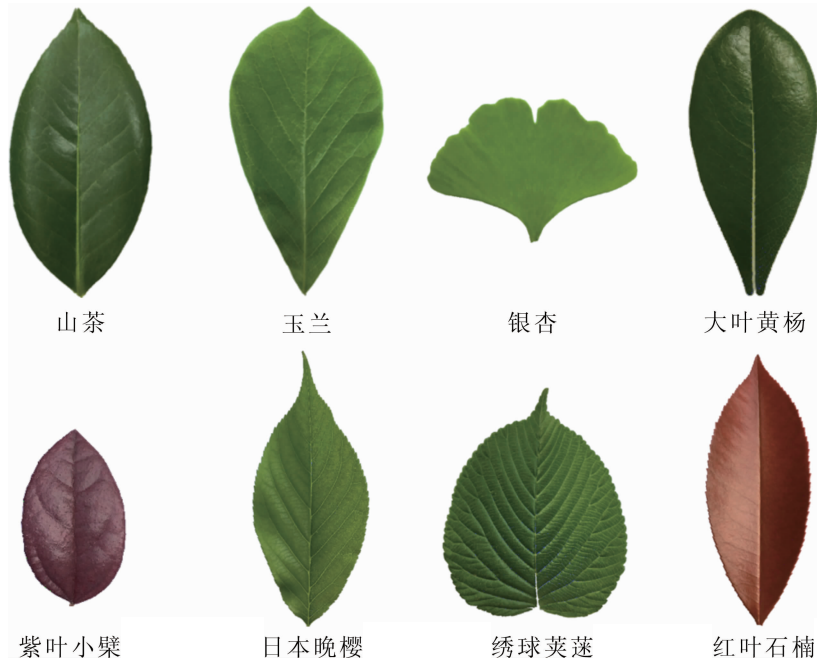 山茶
玉兰
银杏
大叶黄杨
紫叶小檗
日本晚樱
绣球荚蒾
红叶石楠